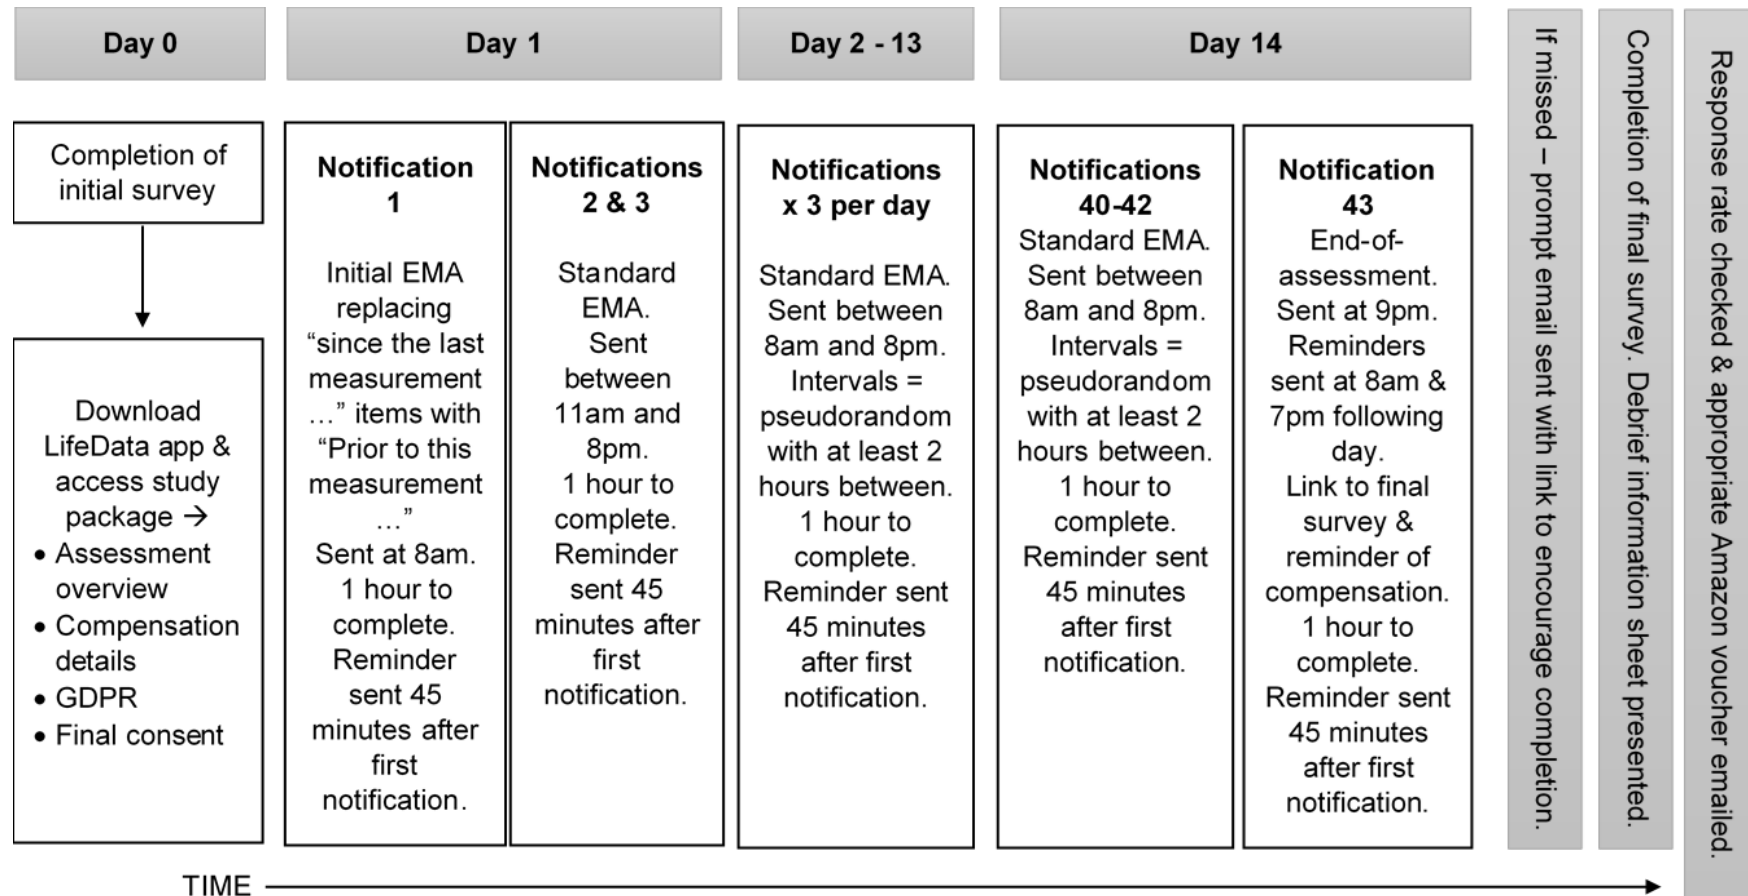 Day 0
Day 1
Day 2 - 13
Day 14
Completion of
initial survey
Download
LifeData app &
access study
package →
• Assessment
overview
• Compensation
details
• GDPR
• Final consent
Notification
1
Initial EMA
replacing
“since the last
measurement
…” items with
“Prior to this
measurement
…”
Sent at 8am.
1 hour to
complete.
Reminder
sent 45
minutes after
first
notification.
Notifications
2 & 3
Standard
EMA.
Sent
between
11am and
8pm.
1 hour to
complete.
Reminder
sent 45
minutes after
first
notification.
Notifications
x 3 per day
Standard EMA.
Sent between
8am and 8pm.
Intervals =
pseudorandom
with at least 2
hours between.
1 hour to
complete.
Reminder sent
45 minutes
after first
notification.
Notifications
40-42
Standard EMA.
Sent between
8am and 8pm.
Intervals =
pseudorandom
with at least 2
hours between.
1 hour to
complete.
Reminder sent
45 minutes
after first
notification.
Notification
43
End-of-
assessment.
Sent at 9pm.
Reminders
sent at 8am &
7pm following
day.
Link to final
survey &
reminder of
compensation.
1 hour to
complete.
Reminder sent
45 minutes
after first
notification.
If missed – prompt email sent with link to encourage completion.
Completion of final survey. Debrief information sheet presented.
Response rate checked & appropriate Amazon voucher emailed.
TIME